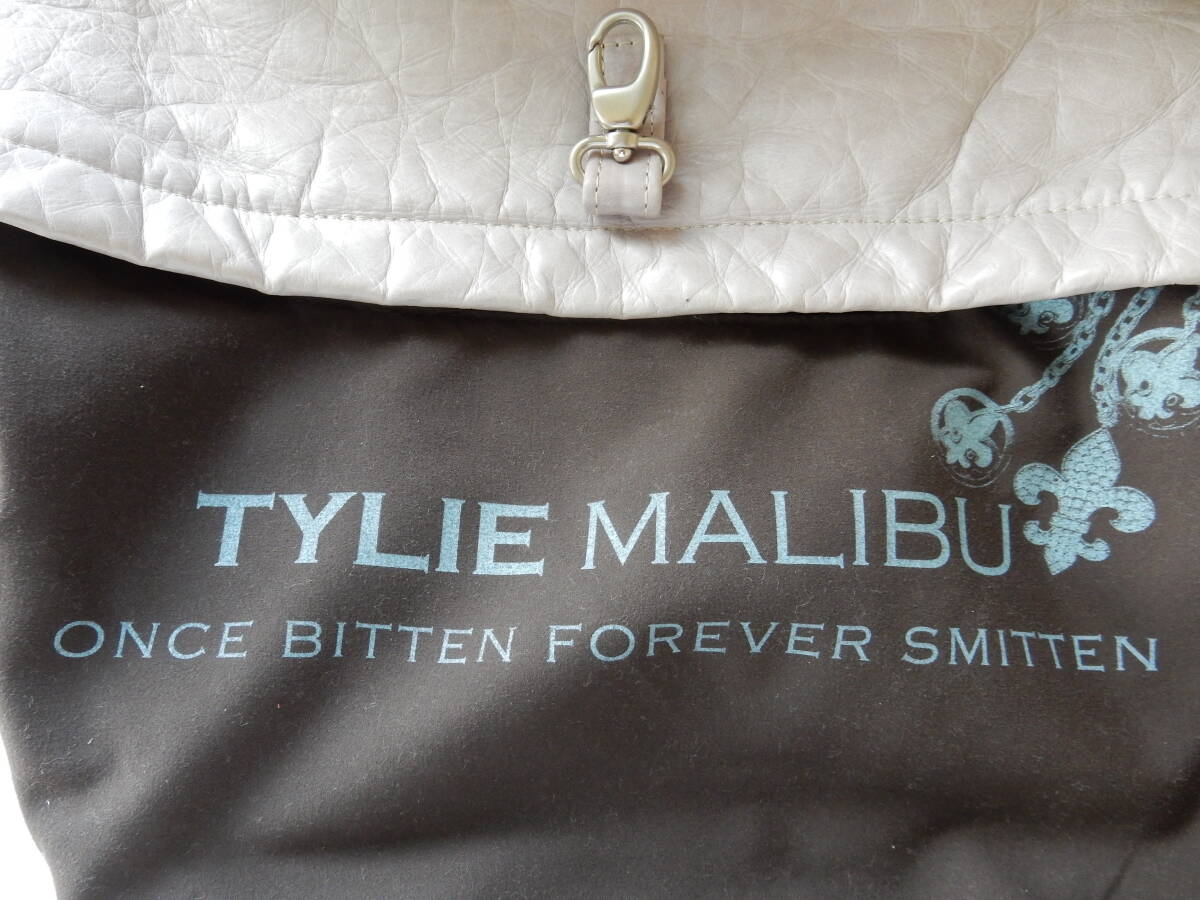 TYLIE MALIBU
ONCE BITTEN FOREVER SMITTEN